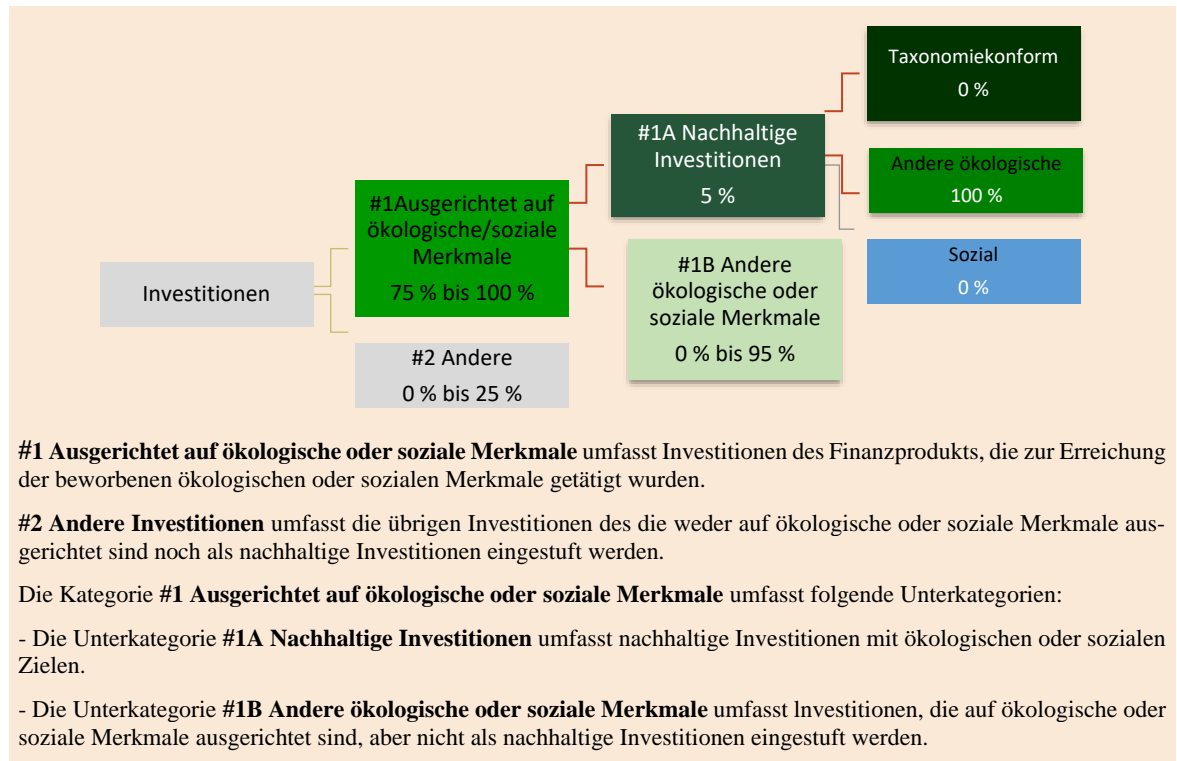 Taxonomiekonform
0 %
#1A Nachhaltige
Investitionen
5 %
Andere ökologische
100 %
#1Ausgerichtet auf
ökologische/soziale
Merkmale
75 % bis 100 %
Sozial
0 %
#1B Andere
ökologische oder
soziale Merkmale
0 % bis 95 %
Investitionen
#2 Andere
0 % bis 25 %
#1 Ausgerichtet auf ökologische oder soziale Merkmale umfasst Investitionen des Finanzprodukts, die zur Erreichung
der beworbenen ökologischen oder sozialen Merkmale getätigt wurden.
#2 Andere Investitionen umfasst die übrigen Investitionen des die weder auf ökologische oder soziale Merkmale aus-
gerichtet sind noch als nachhaltige Investitionen eingestuft werden.
Die Kategorie #1 Ausgerichtet auf ökologische oder soziale Merkmale umfasst folgende Unterkategorien:
- Die Unterkategorie #1A Nachhaltige Investitionen umfasst nachhaltige Investitionen mit ökologischen oder sozialen
Zielen.
- Die Unterkategorie #1B Andere ökologische oder soziale Merkmale umfasst lnvestitionen, die auf ökologische oder
soziale Merkmale ausgerichtet sind, aber nicht als nachhaltige Investitionen eingestuft werden.